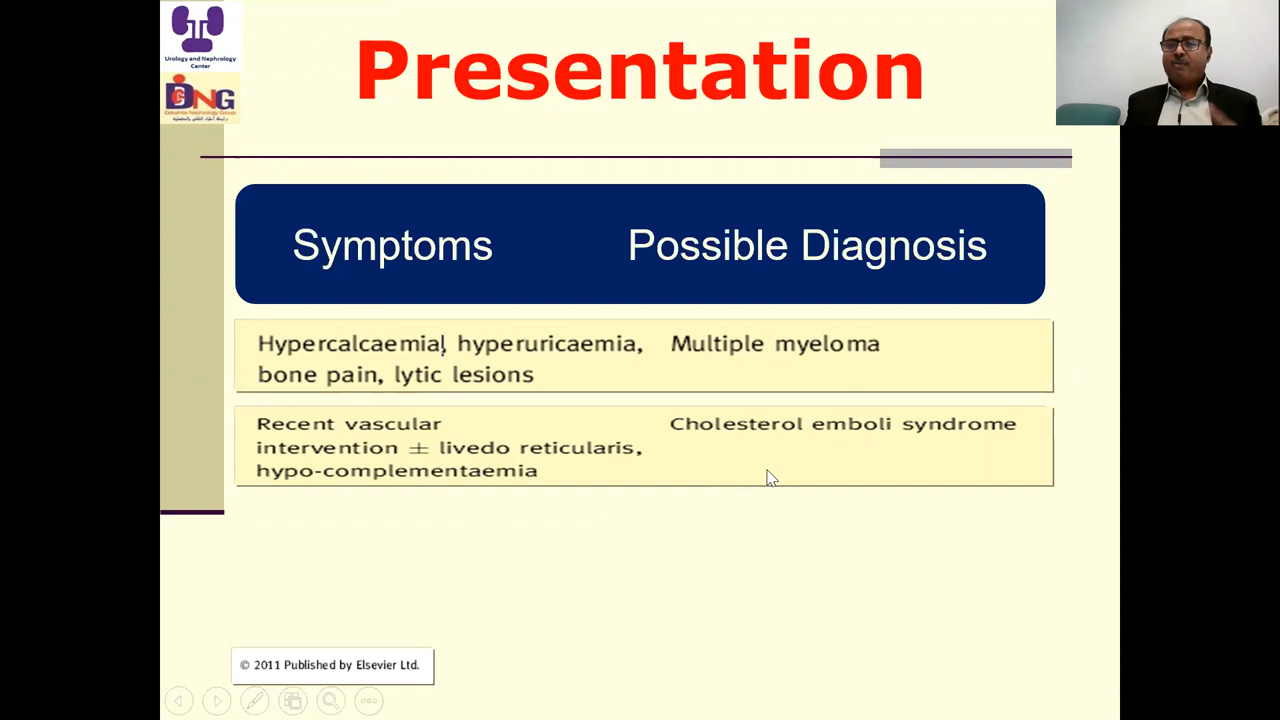 Urology and Nephrology
Center
DNG
Presentation
Symptoms Possible Diagnosis
Hypercalcaemia, hyperuricaemia, Multiple myeloma
bone pain, lytic lesions
Recent vascular Cholesterol emboli syndrome
intervention ± livedo reticularis,
hypo-complementaemia
© 2011 Published by Elsevier Ltd.